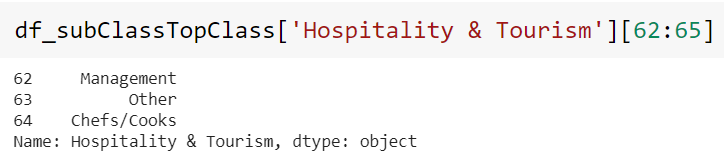 df_subClassTopClass['Hospitality & Tourism'][62:65]
62 Management
63 Other
64 Chefs/Cooks
Name: Hospitality & Tourism, dtype: object